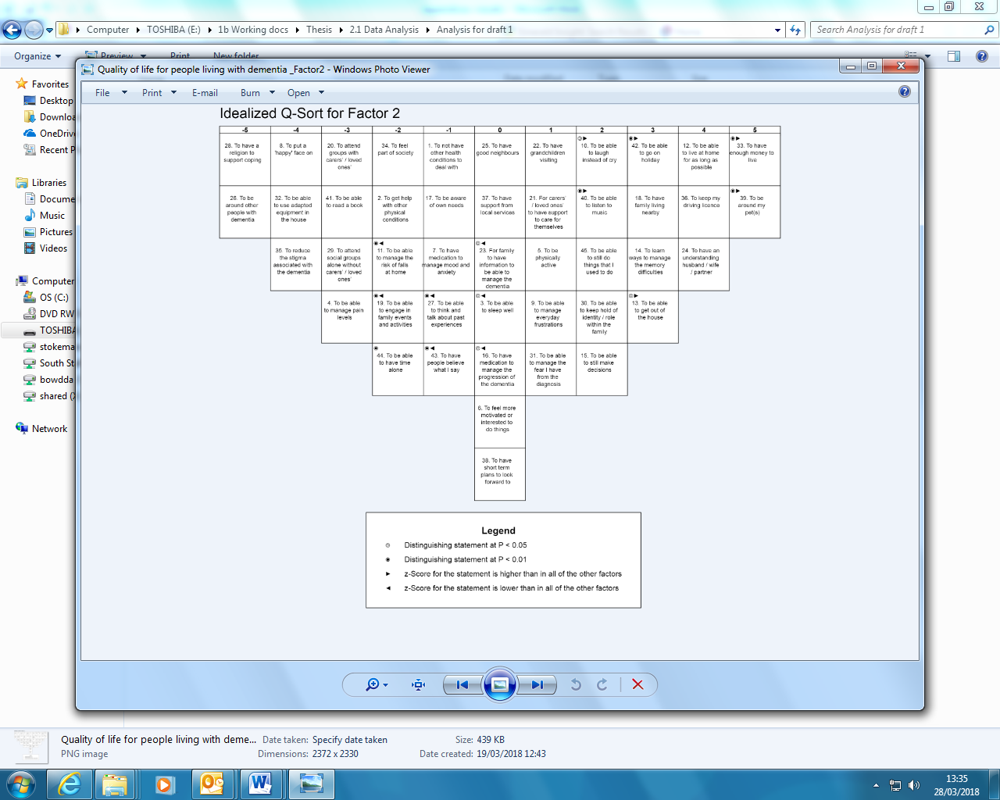 Computer ▸ TOSHIBA (E:) ▸ 1b Working docs ▸ Thesis ▸ 2.1 Data Analysis ▸ Analysis for draft 1
Search Analysis for draft 1
Organize Preview Print New folder
Quality of life for people living with dementia _Factor2 - Windows Photo Viewer
File Print E-mail Burn Open
Favorites
Desktop
Downloa
OneDriv
Recent P
Libraries
Docume
Music
Pictures
Videos
Computer
OS (C:)
DVD RW
TOSHIBA
stokema
South St
bowdda
shared (
Network
Idealized Q-Sort for Factor 2
-5 -4 -3 -2 -1 0 1 2 3 4 5
28. To have a
religion to
support coping
8. To put a
'happy' face on
20. To attend
groups with
carers' / loved
ones'
34. To feel
part of society
1. To not have
other health
conditions to
deal with
25. To have
good neighbours
22. To have
grandchildren
visiting
10. To be able
to laugh
instead of cry
42. To be able
to go on
holiday
12. To be able
to live at home
for as long as
possible
33. To have
enough money to
live
26. To be
around other
people with
dementia
32. To be able
to use adapted
equipment in
the house
41. To be able
to read a book
2. To get help
with other
physical
conditions
17. To be aware
of own needs
37. To have
support from
local services
21. For carers'
/ loved ones'
to have support
to care for
themselves
40. To be able
to listen to
music
18. To have
family living
nearby
36. To keep my
driving licence
39. To be
around my
pet(s)
35. To reduce
the stigma
associated with
the dementia
29. To attend
social groups
alone without
carers' / loved
ones'
11. To be able
to manage the
risk of falls
at home
7. To have
medication to
manage mood and
anxiety
23. For family
to have
information to
be able to
manage the
dementia
5. To be
physically
active
45. To be able
to still do
things that I
used to do
14. To learn
ways to manage
the memory
difficulties
24. To have an
understanding
husband / wife
/ partner
4. To be able
to manage pain
levels
19. To be able
to engage in
family events
and activities
27. To be able
to think and
talk about past
experiences
3. To be able
to sleep well
9. To be able
to manage
everyday
frustrations
30. To be able
to keep hold of
identity / role
within the
family
13. To be able
to get out of
the house
44. To be able
to have time
alone
43. To have
people believe
what I say
16. To have
medication to
manage the
progression of
the dementia
31. To be able
to manage the
fear I have
from the
diagnosis
15. To be able
to still make
decisions
6. To feel more
motivated or
interested to
do things
38. To have
short term
plans to look
forward to
Legend
Distinguishing statement at P < 0.05
Distinguishing statement at P < 0.01
► z-Score for the statement is higher than in all of the other factors
◄ z-Score for the statement is lower than in all of the other factors
Quality of life for people living with deme... Date taken: Specify date taken Size: 439 KB
PNG image Dimensions: 2372 x 2330 Date created: 19/03/2018 12:43
13:35
28/03/2018